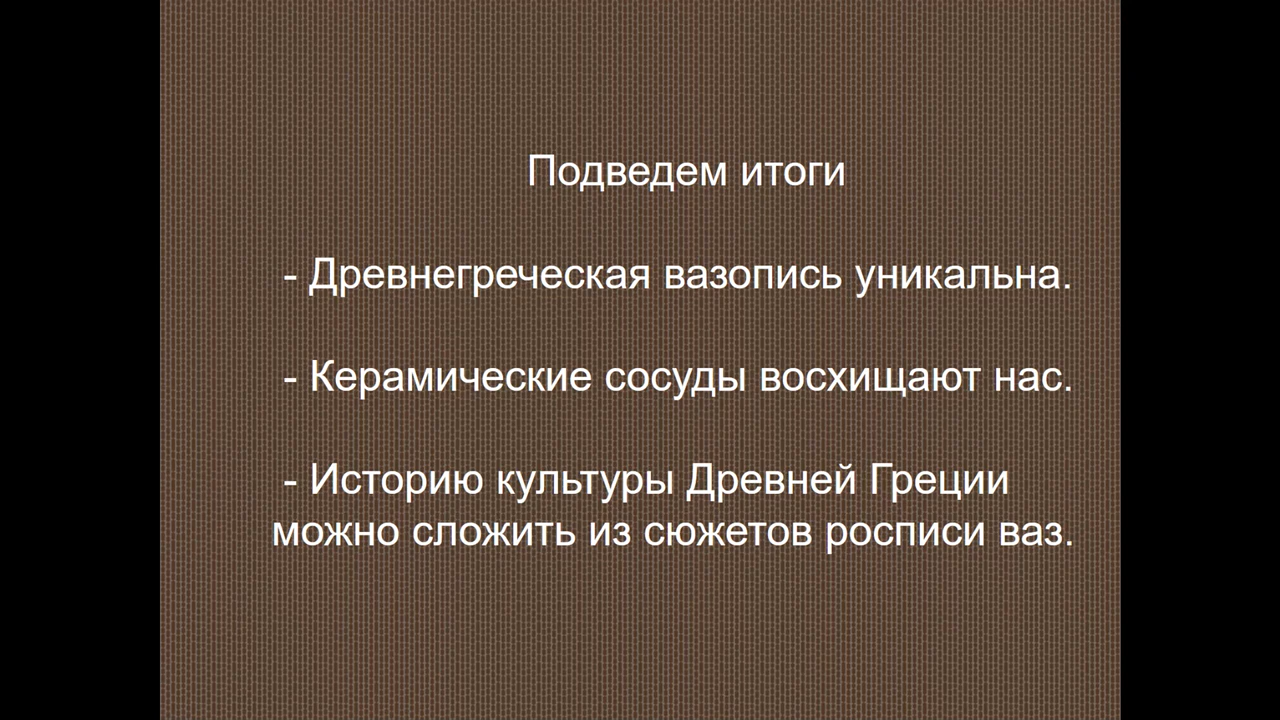 Подведем итоги
- Древнегреческая вазопись уникальна.
- Керамические сосуды восхищают нас.
- Историю культуры Древней Греции
можно сложить из сюжетов росписи ваз.